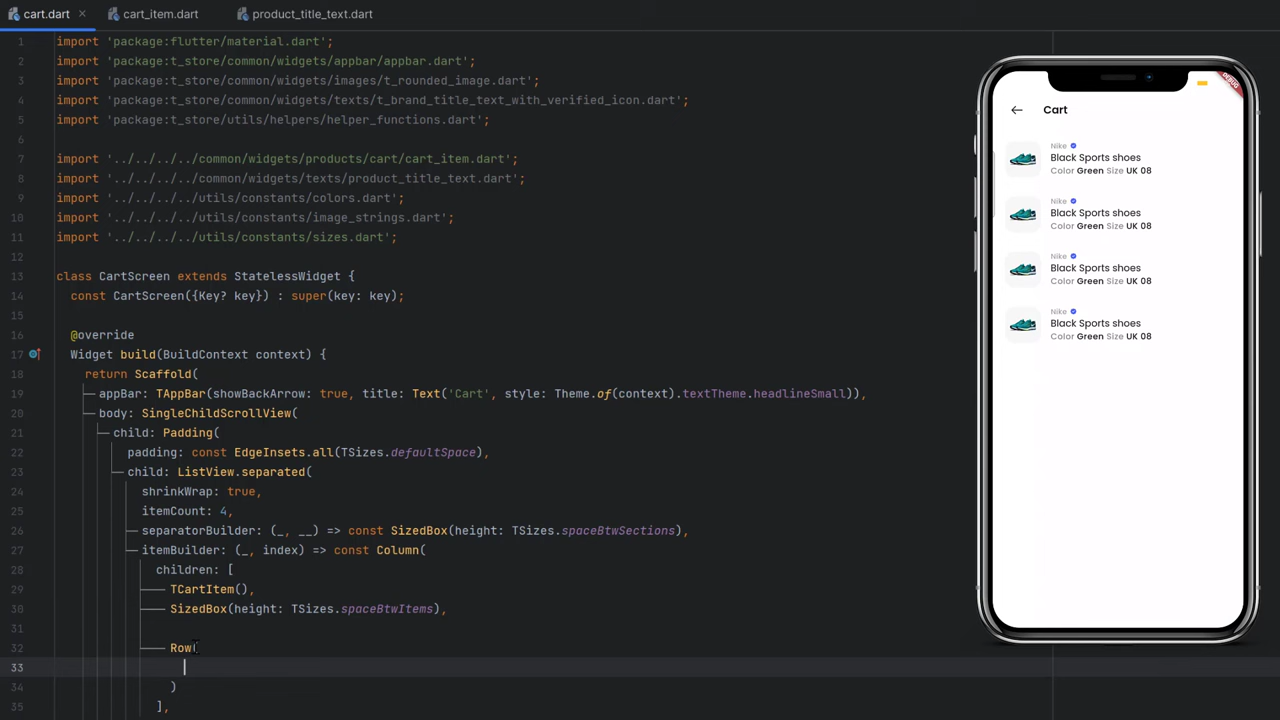 cart.dart
cart_item.dart
product_title_text.dart
1 import 'package:flutter/material.dart';
2 import 'package:t_store/common/widgets/appbar/appbar.dart';
3 import 'package:t_store/common/widgets/images/t_rounded_image.dart';
4 import 'package:t_store/common/widgets/texts/t_brand_title_text_with_verified_icon.dart';
5 import 'package:t_store/utils/helpers/helper_functions.dart';
6
7 import '../../../../common/widgets/products/cart/cart_item.dart';
8 import '../../../../common/widgets/texts/product_title_text.dart';
9 import '../../../../utils/constants/colors.dart';
10 import '../../../../utils/constants/image_strings.dart';
11 import '../../../../utils/constants/sizes.dart';
12
13 class CartScreen extends StatelessWidget {
14 const CartScreen({Key? key}) : super(key: key);
15
16 @override
17 Widget build(BuildContext context) {
18 return Scaffold(
19 appBar: TAppBar(showBackArrow: true, title: Text('Cart', style: Theme.of(context).textTheme.headlineSmall)),
20 body: SingleChildScrollView(
21 child: Padding(
22 padding: const EdgeInsets.all(TSizes.defaultSpace),
23 child: ListView.separated(
24 shrinkWrap: true,
25 itemCount: 4,
26 separatorBuilder: (_, __) => const SizedBox(height: TSizes.spaceBtwSections),
27 itemBuilder: (_, index) => const Column(
28 children: [
29 TCartItem(),
30 SizedBox(height: TSizes.spaceBtwItems),
31
32 Row(
33
34 )
35 ],
DEBUG
Cart
Nike
Black Sports shoes
Color Green Size UK 08
Nike
Black Sports shoes
Color Green Size UK 08
Nike
Black Sports shoes
Color Green Size UK 08
Nike
Black Sports shoes
Color Green Size UK 08